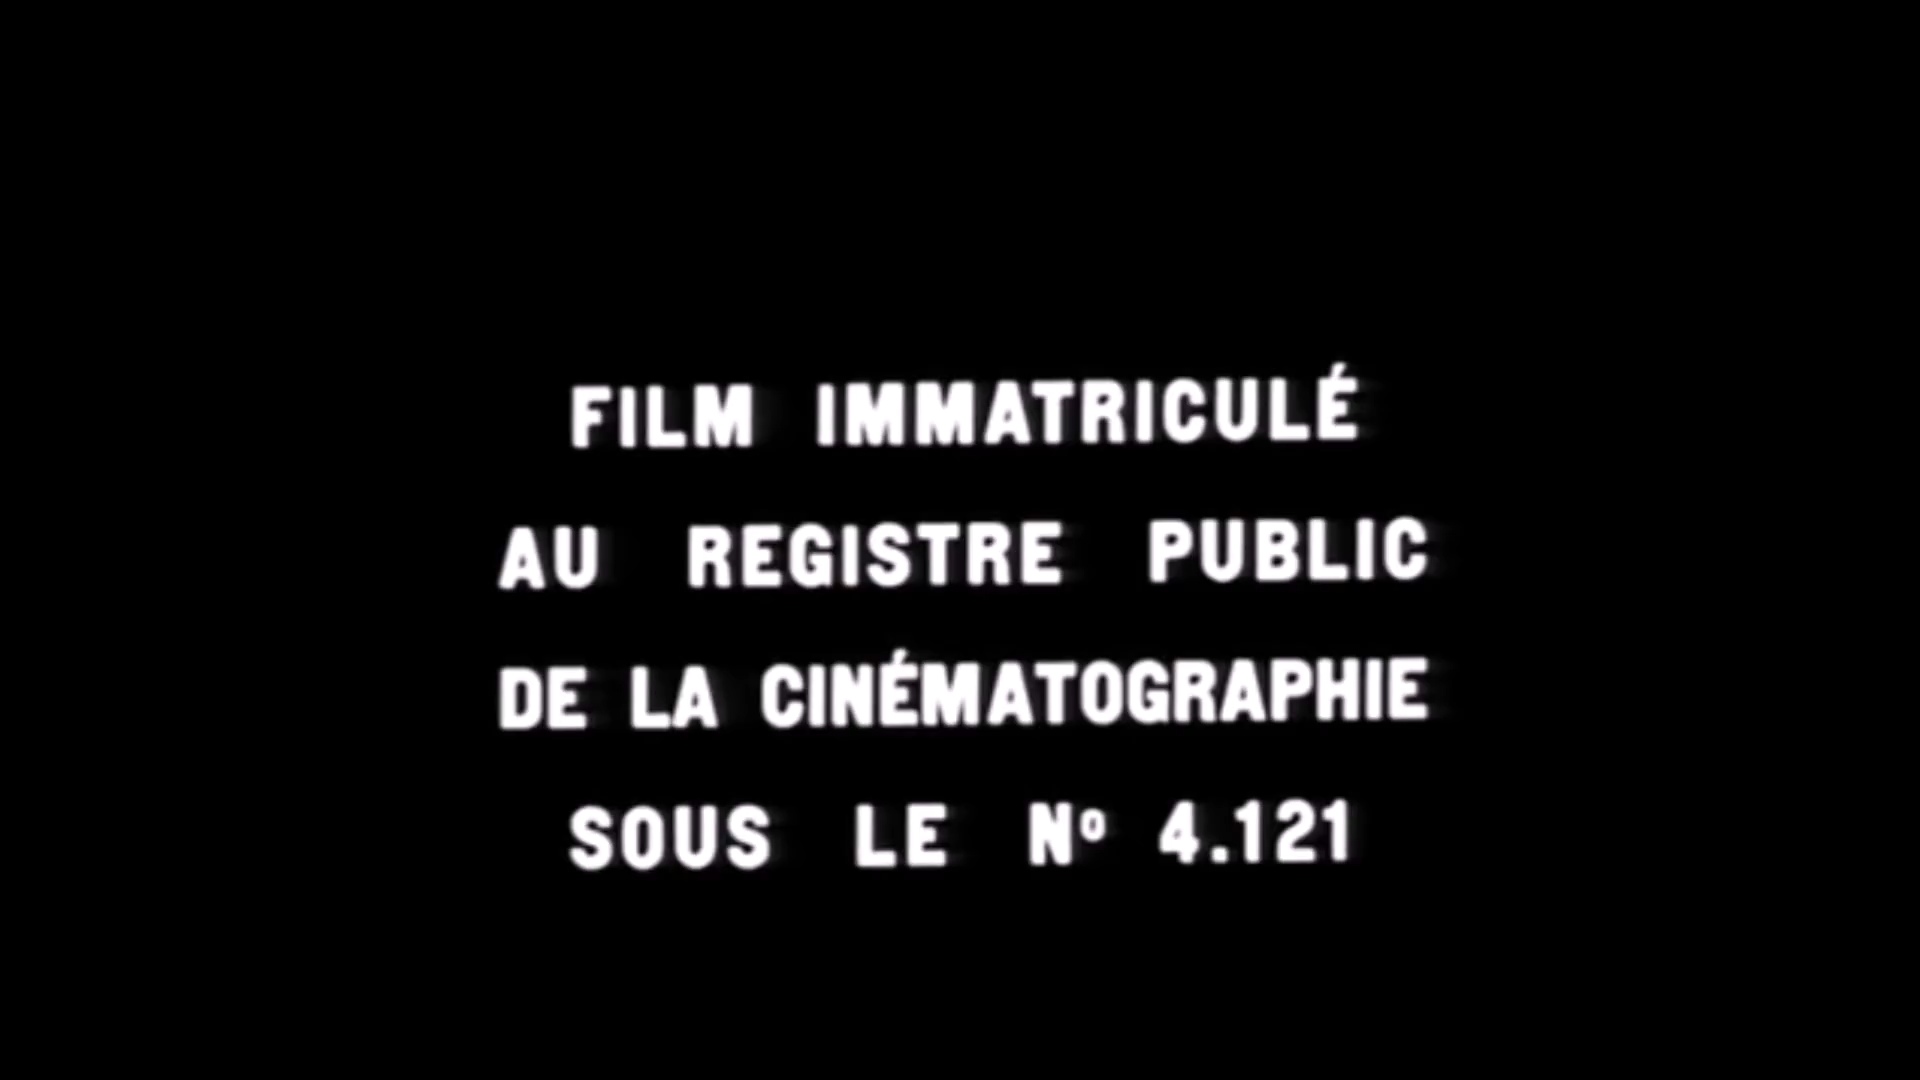 FILM IMMATRICULÉ
AU REGISTRE PUBLIC
DE LA CINÉMATOGRAPHIE
SOUS LE Nº 4.121